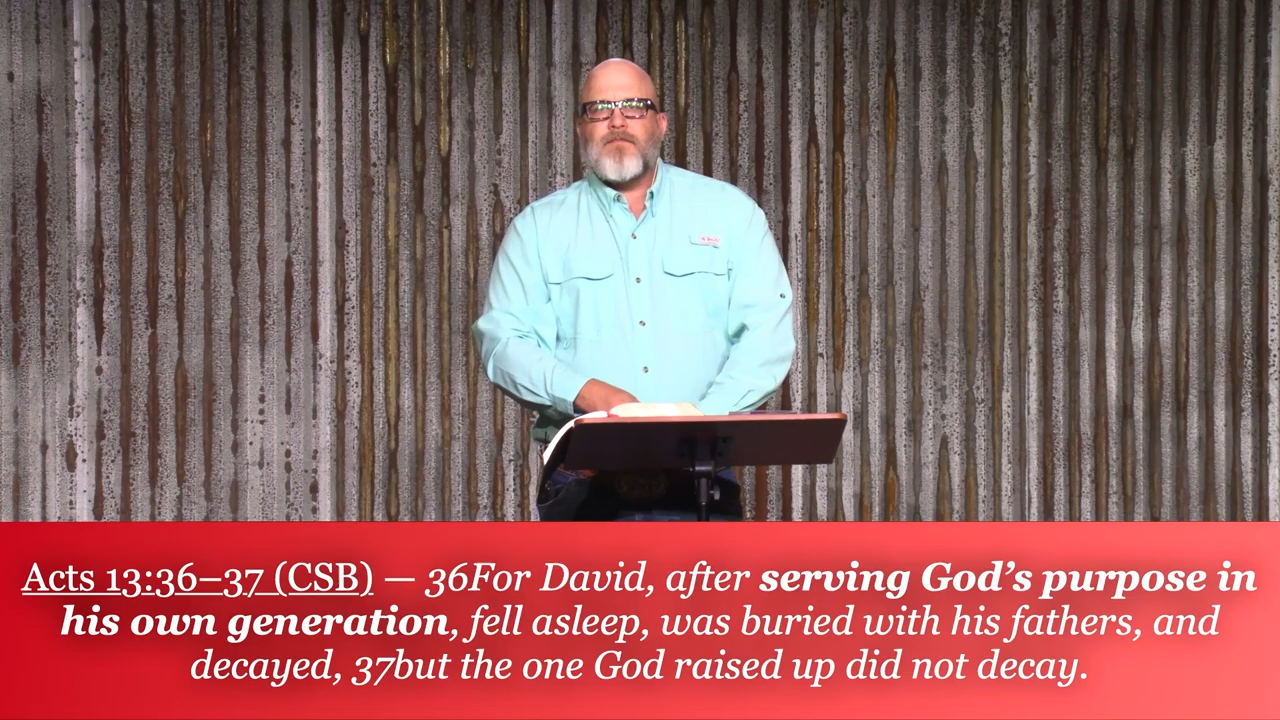 Acts 13:36–37 (CSB) — 36For David, after serving God’s purpose in
his own generation, fell asleep, was buried with his fathers, and
decayed, 37but the one God raised up did not decay.